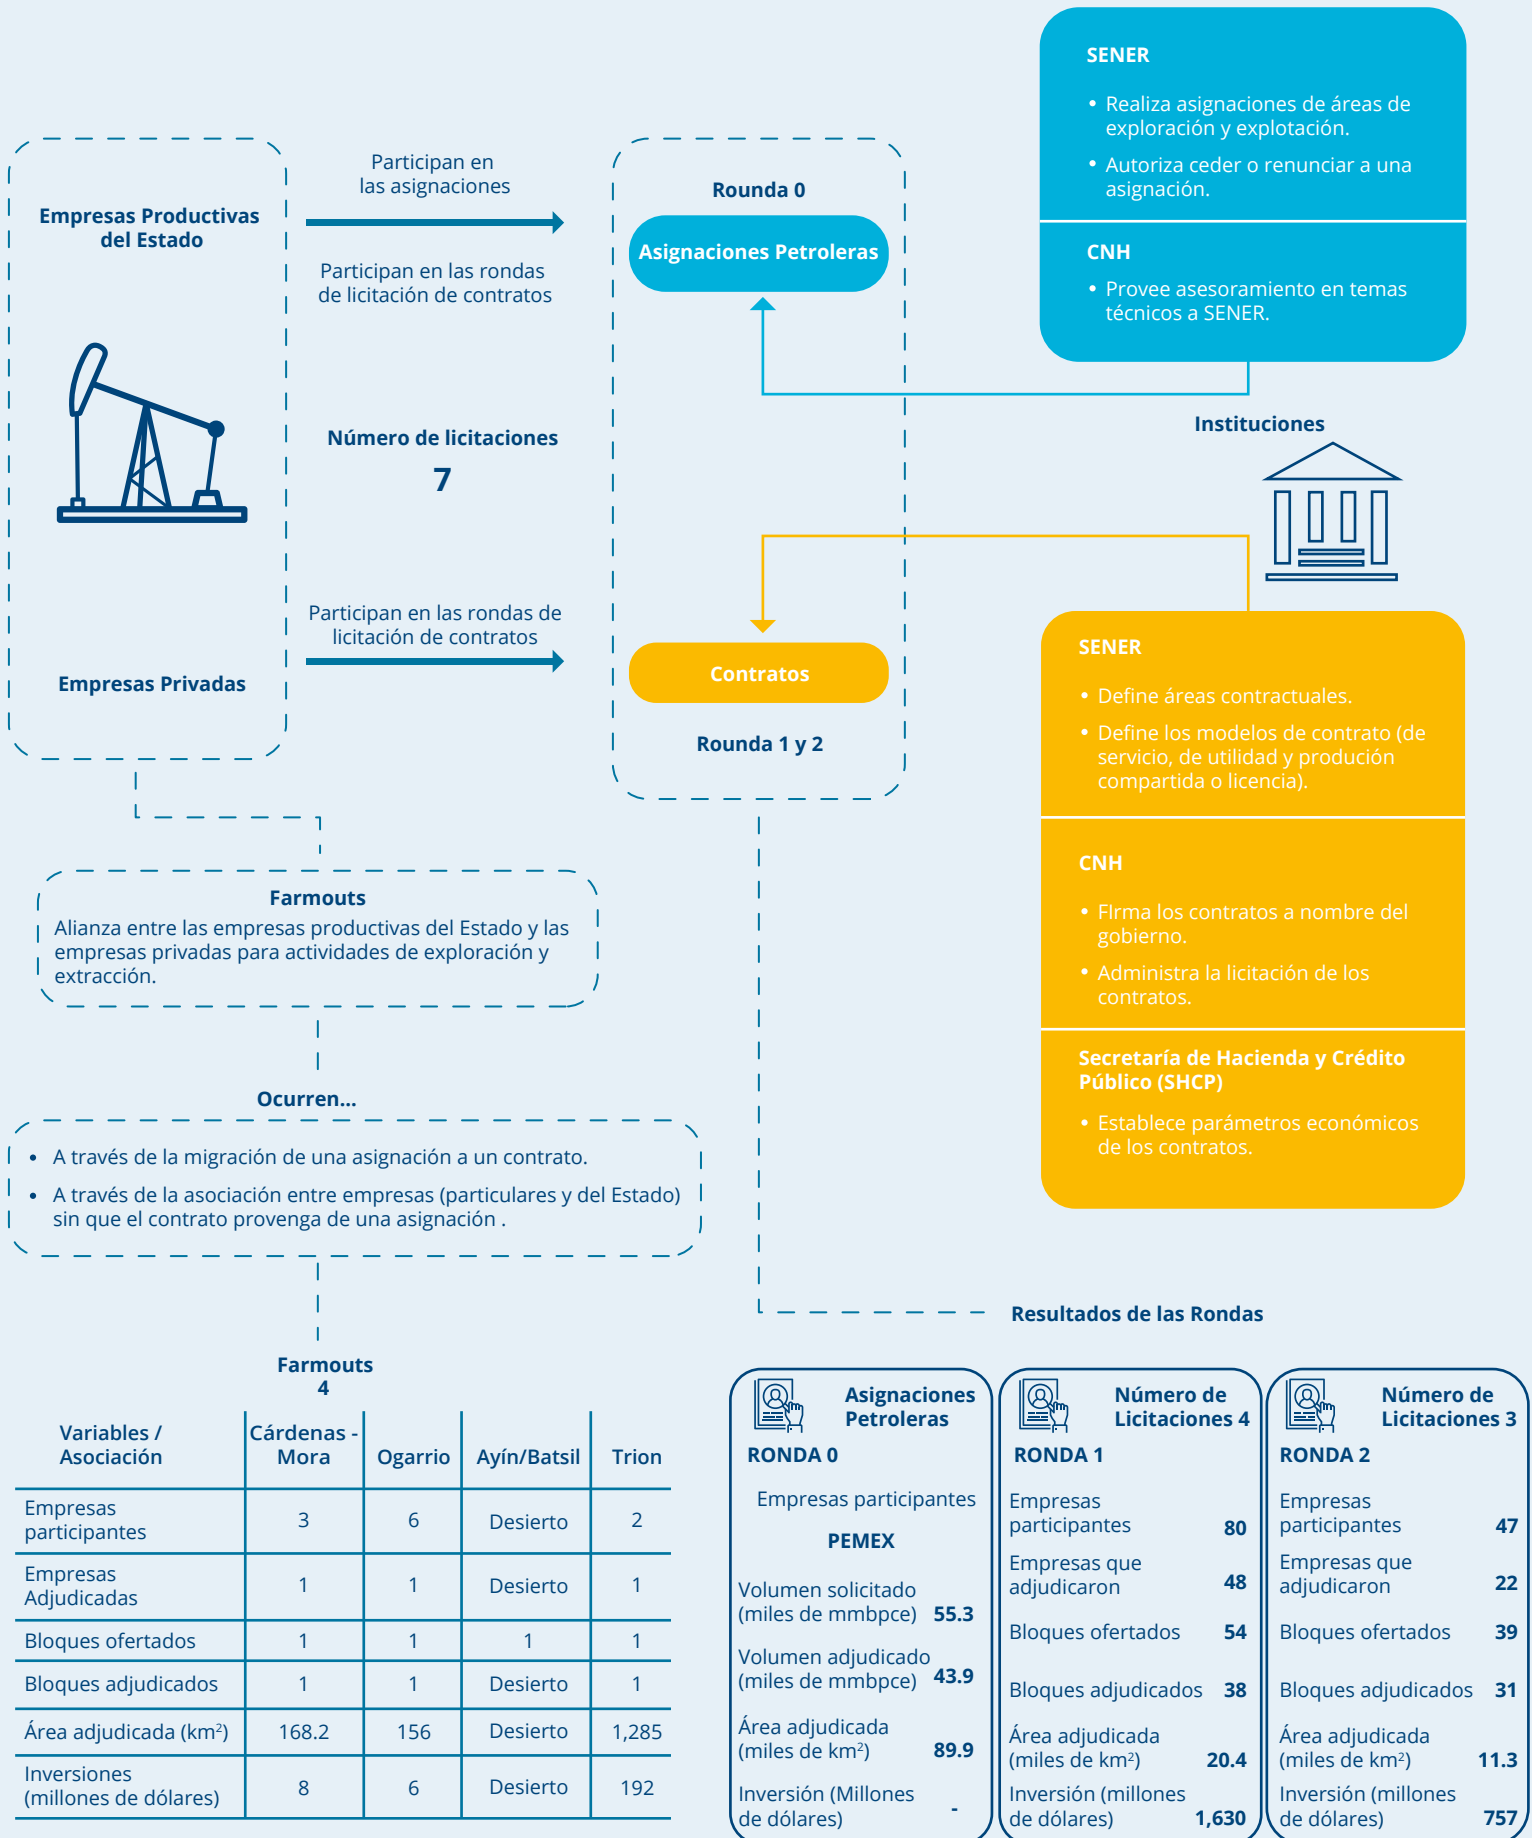 SENER
• Realiza asignaciones de áreas de
exploración y explotación.
• Autoriza ceder o renunciar a una
asignación.
CNH
• Provee asesoramiento en temas
técnicos a SENER.
Empresas Productivas
del Estado
Participan en
las asignaciones
Participan en las rondas
de licitación de contratos
Rounda 0
Asignaciones Petroleras
Número de licitaciones
7
Instituciones
Participan en las rondas de
licitación de contratos
Empresas Privadas
Contratos
Rounda 1 y 2
SENER
• Define áreas contractuales.
• Define los modelos de contrato (de
servicio, de utilidad y produción
compartida o licencia).
CNH
• FIrma los contratos a nombre del
gobierno.
• Administra la licitación de los
contratos.
Secretaría de Hacienda y Crédito
Público (SHCP)
• Establece parámetros económicos
de los contratos.
Farmouts
Alianza entre las empresas productivas del Estado y las
empresas privadas para actividades de exploración y
extracción.
Ocurren...
• A través de la migración de una asignación a un contrato.
• A través de la asociación entre empresas (particulares y del Estado)
sin que el contrato provenga de una asignación .
Farmouts
4
Variables /
Asociación
Cárdenas -
Mora
Ogarrio
Ayín/Batsil
Trion
Empresas
participantes
3 6 Desierto 2
Empresas
Adjudicadas
1 1 Desierto 1
Bloques ofertados 1 1 1 1
Bloques adjudicados 1 1 Desierto 1
Área adjudicada (km²) 168.2 156 Desierto 1,285
Inversiones
(millones de dólares)
8 6 Desierto 192
Resultados de las Rondas
Asignaciones
Petroleras
RONDA 0
Empresas participantes
PEMEX
Volumen solicitado
(miles de mmbpce) 55.3
Volumen adjudicado
(miles de mmbpce) 43.9
Área adjudicada
(miles de km²) 89.9
Inversión (Millones
de dólares) -
Número de
Licitaciones 4
RONDA 1
Empresas
participantes 80
Empresas que
adjudicaron 48
Bloques ofertados 54
Bloques adjudicados 38
Área adjudicada
(miles de km²) 20.4
Inversión (millones
de dólares) 1,630
Número de
Licitaciones 3
RONDA 2
Empresas
participantes 47
Empresas que
adjudicaron 22
Bloques ofertados 39
Bloques adjudicados 31
Área adjudicada
(miles de km²) 11.3
Inversión (millones
de dólares) 757